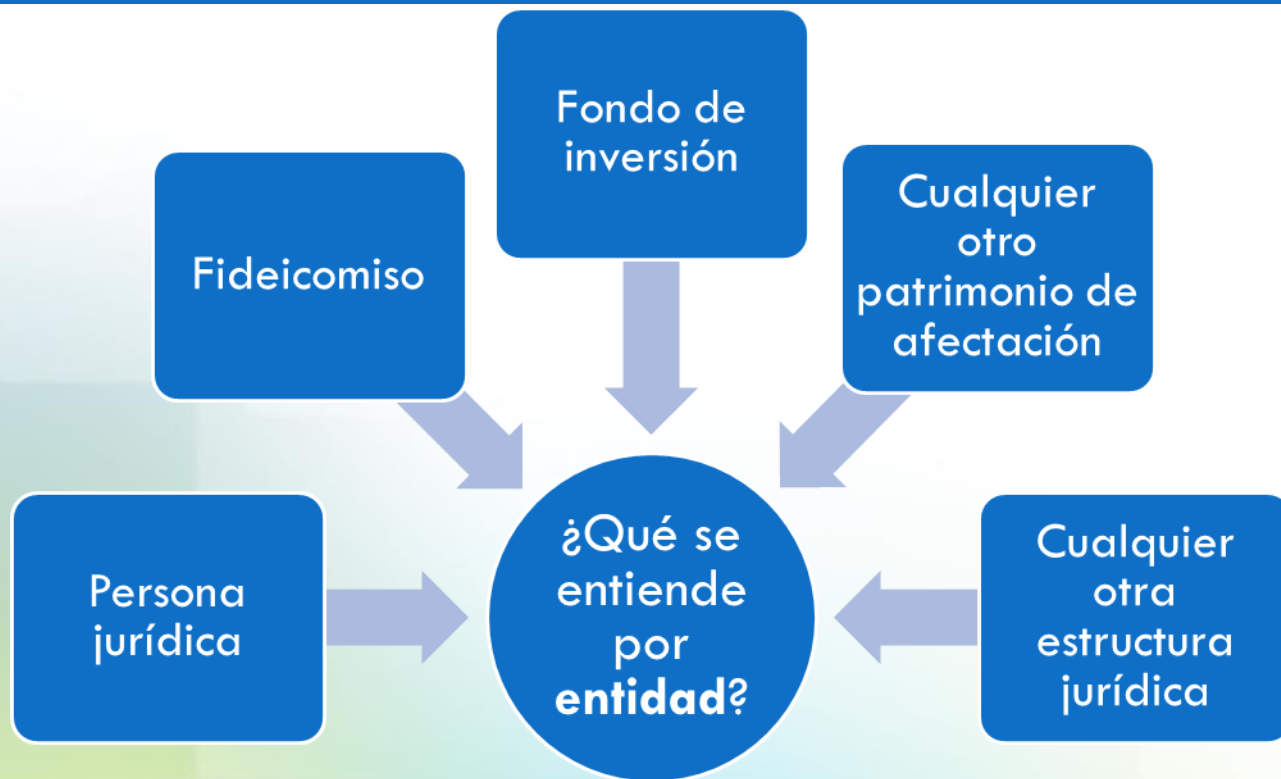 Fondo de
inversión
Fideicomiso
Cualquier
otro
patrimonio de
afectación
Persona
jurídica
¿Qué se
entiende
por
entidad?
Cualquier
otra
estructura
jurídica